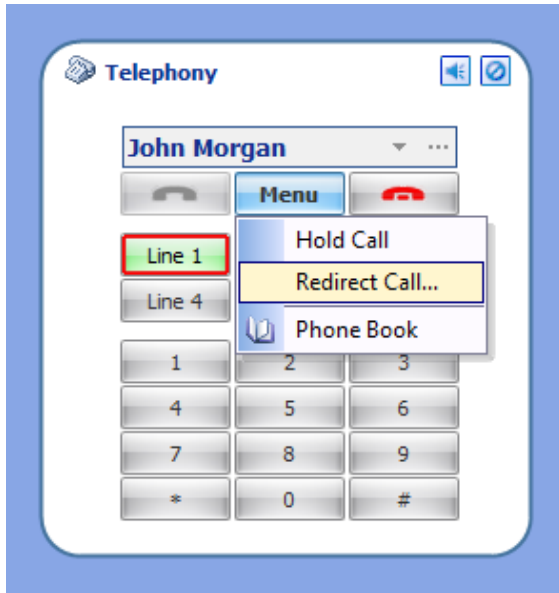 Telephony
John Morgan
Menu
Line 1
Hold Call
Redirect Call...
Line 4
Phone Book
1 2 3
4 5 6
7 8 9
* 0 #